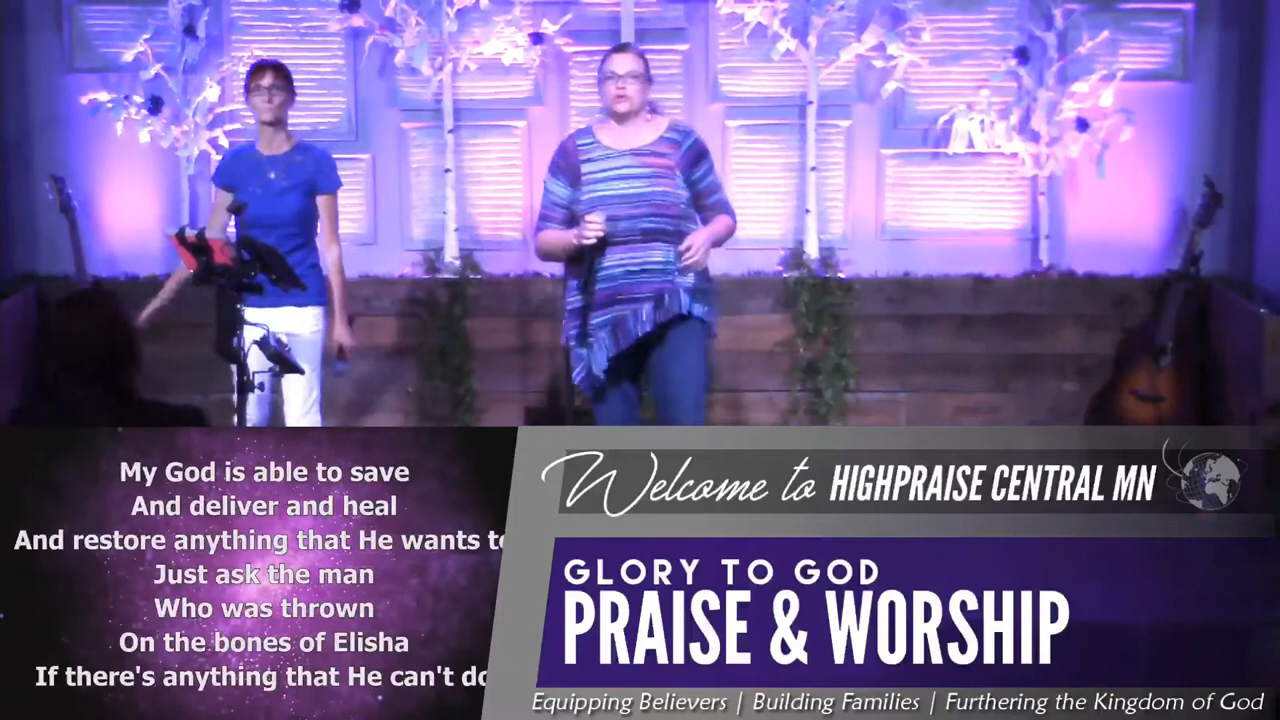 My God is able to save
And deliver and heal
And restore anything that He wants to
Just ask the man
Who was thrown
On the bones of Elisha
If there's anything that He can't do
Welcome to HIGHPRAISE CENTRAL MN
GLORY TO GOD
PRAISE & WORSHIP
Equipping Believers | Building Families | Furthering the Kingdom of God